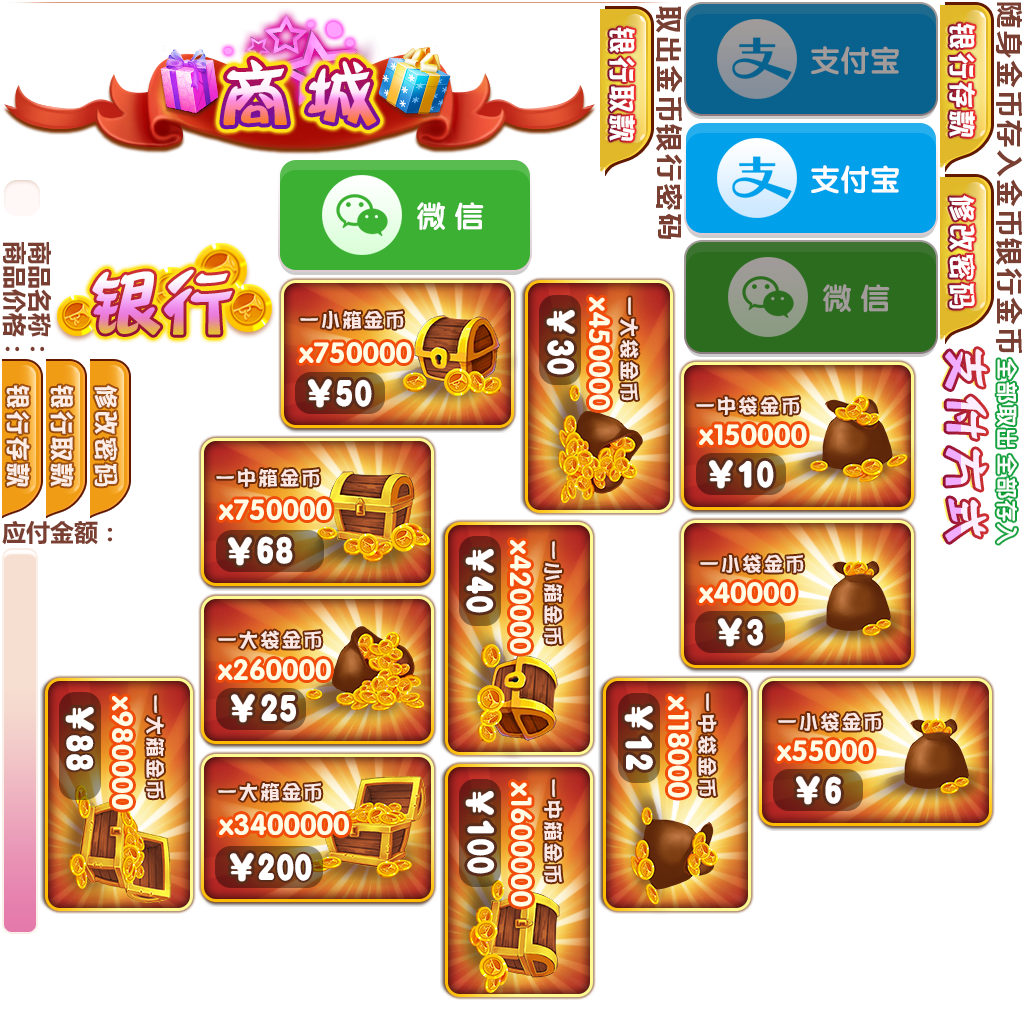 商城
银行取款
取出金币银行密码
支付宝
银行存款
随身金币存入金币银行金币
支付宝
微信
修改密码
微信
商品名称：
商品价格：
银行
一小箱金币
x750000
¥50
一大袋金币
x450000
¥30
支付方式
全部取出
全部存入
一中袋金币
x150000
¥10
银行存款
银行取款
修改密码
一中箱金币
x750000
¥68
应付金额：
一小箱金币
x420000
¥40
一小袋金币
x40000
¥3
一大袋金币
x260000
¥25
一大箱金币
x980000
¥88
一中袋金币
x118000
¥12
一小袋金币
x55000
¥6
一大箱金币
x3400000
¥200
一中箱金币
x1600000
¥100